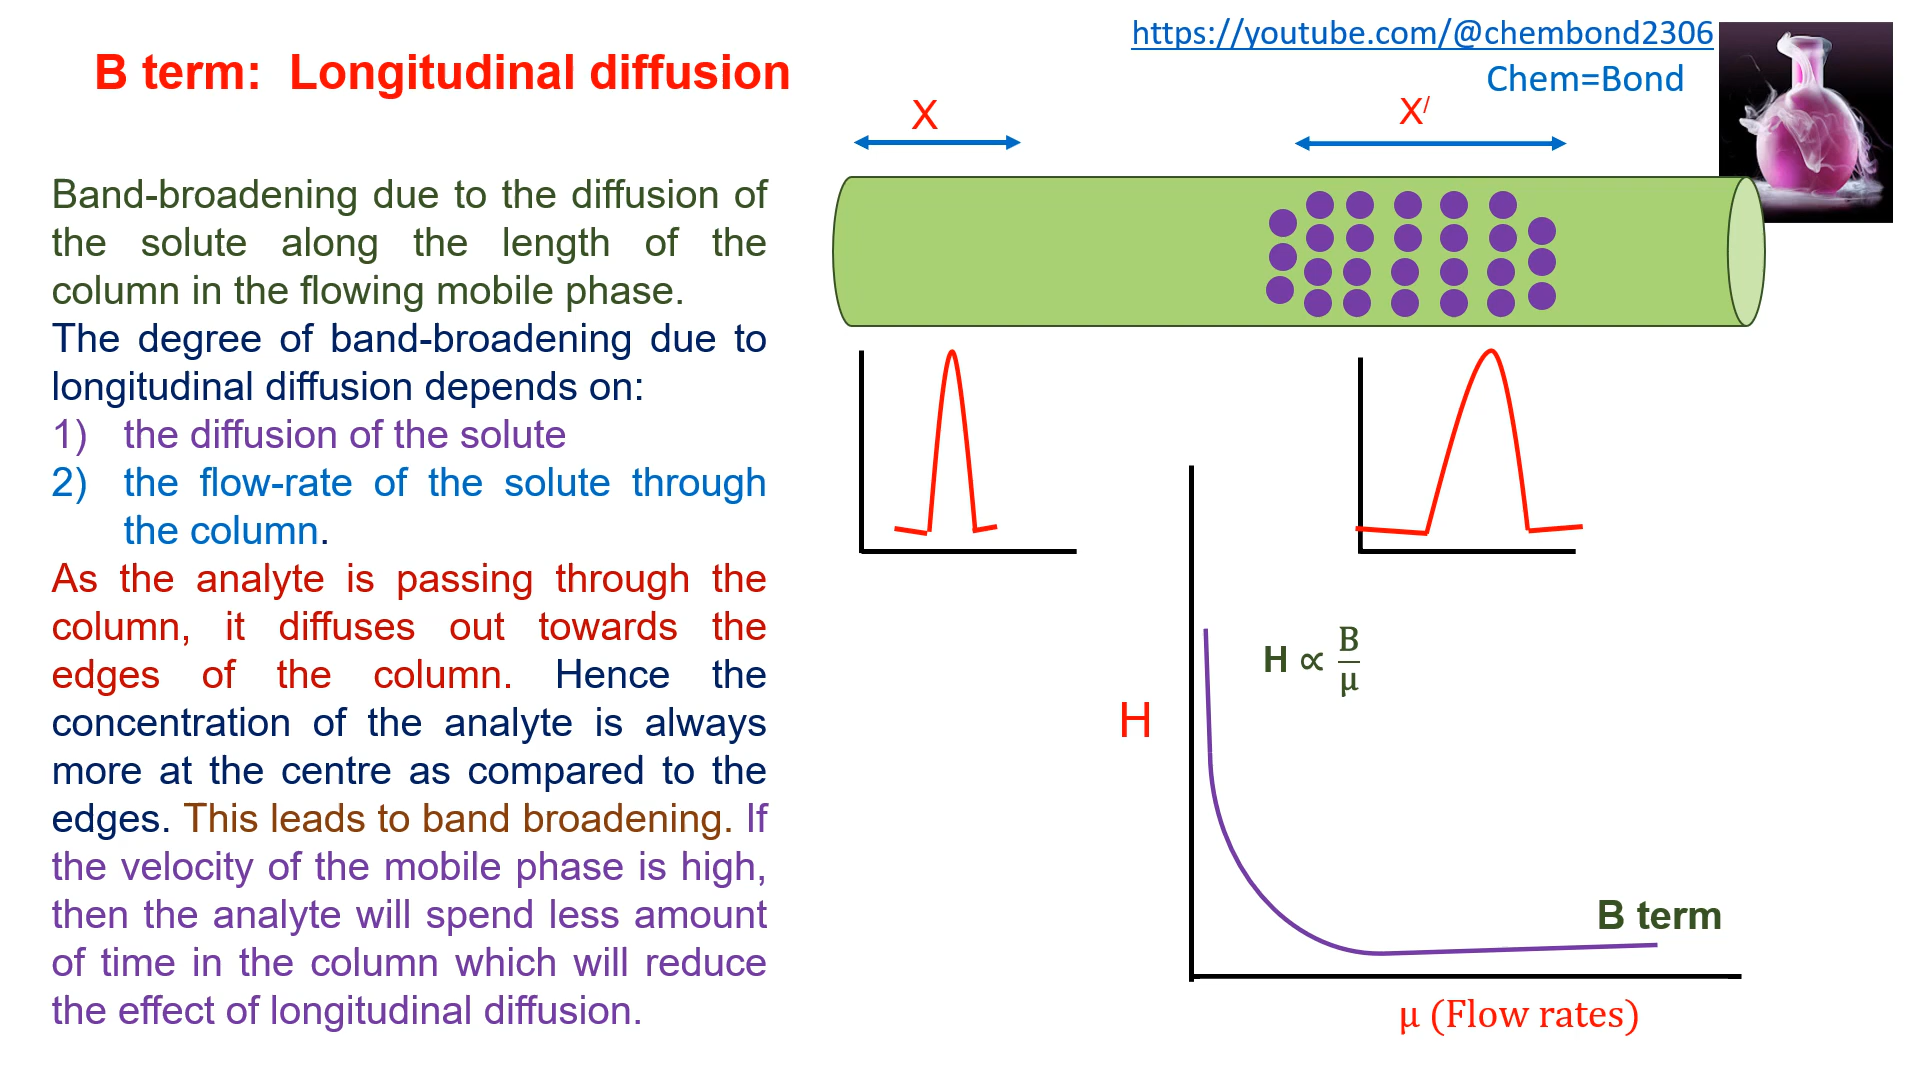 https://youtube.com/@chembond2306
Chem=Bond
B term: Longitudinal diffusion
X
X/
Band-broadening due to the diffusion of
the solute along the length of the
column in the flowing mobile phase.
The degree of band-broadening due to
longitudinal diffusion depends on:
1) the diffusion of the solute
2) the flow-rate of the solute through
the column.
As the analyte is passing through the
column, it diffuses out towards the
edges of the column. Hence the
concentration of the analyte is always
more at the centre as compared to the
edges. This leads to band broadening. If
the velocity of the mobile phase is high,
then the analyte will spend less amount
of time in the column which will reduce
the effect of longitudinal diffusion.
H ∝ B/µ
H
B term
µ (Flow rates)